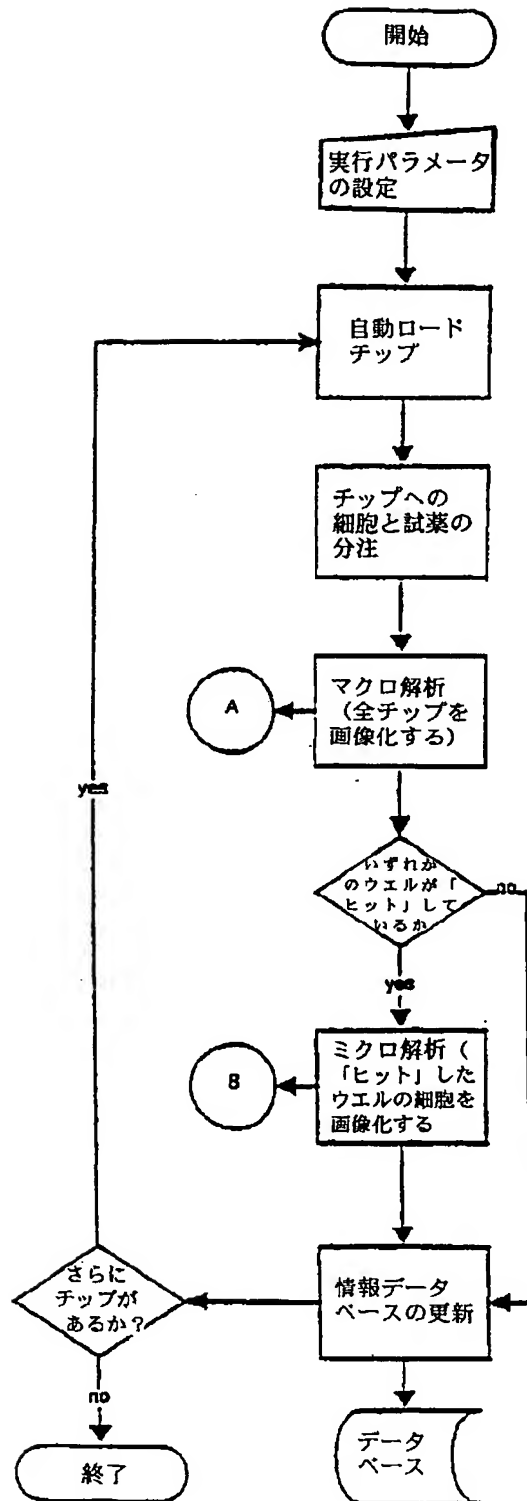 開始
実行パラメータ
の設定
自動ロード
チップ
チップへの
細胞と試薬の
分注
マクロ解析
（全チップを
画像化する）
A
いずれか
のウエルが「
ヒット」して
いるか
no
yes
yes
ミクロ解析（
「ヒット」した
ウエルの細胞を
画像化する
B
情報データ
ベースの更新
さらに
チップが
あるか？
no
終了
データ
ベース